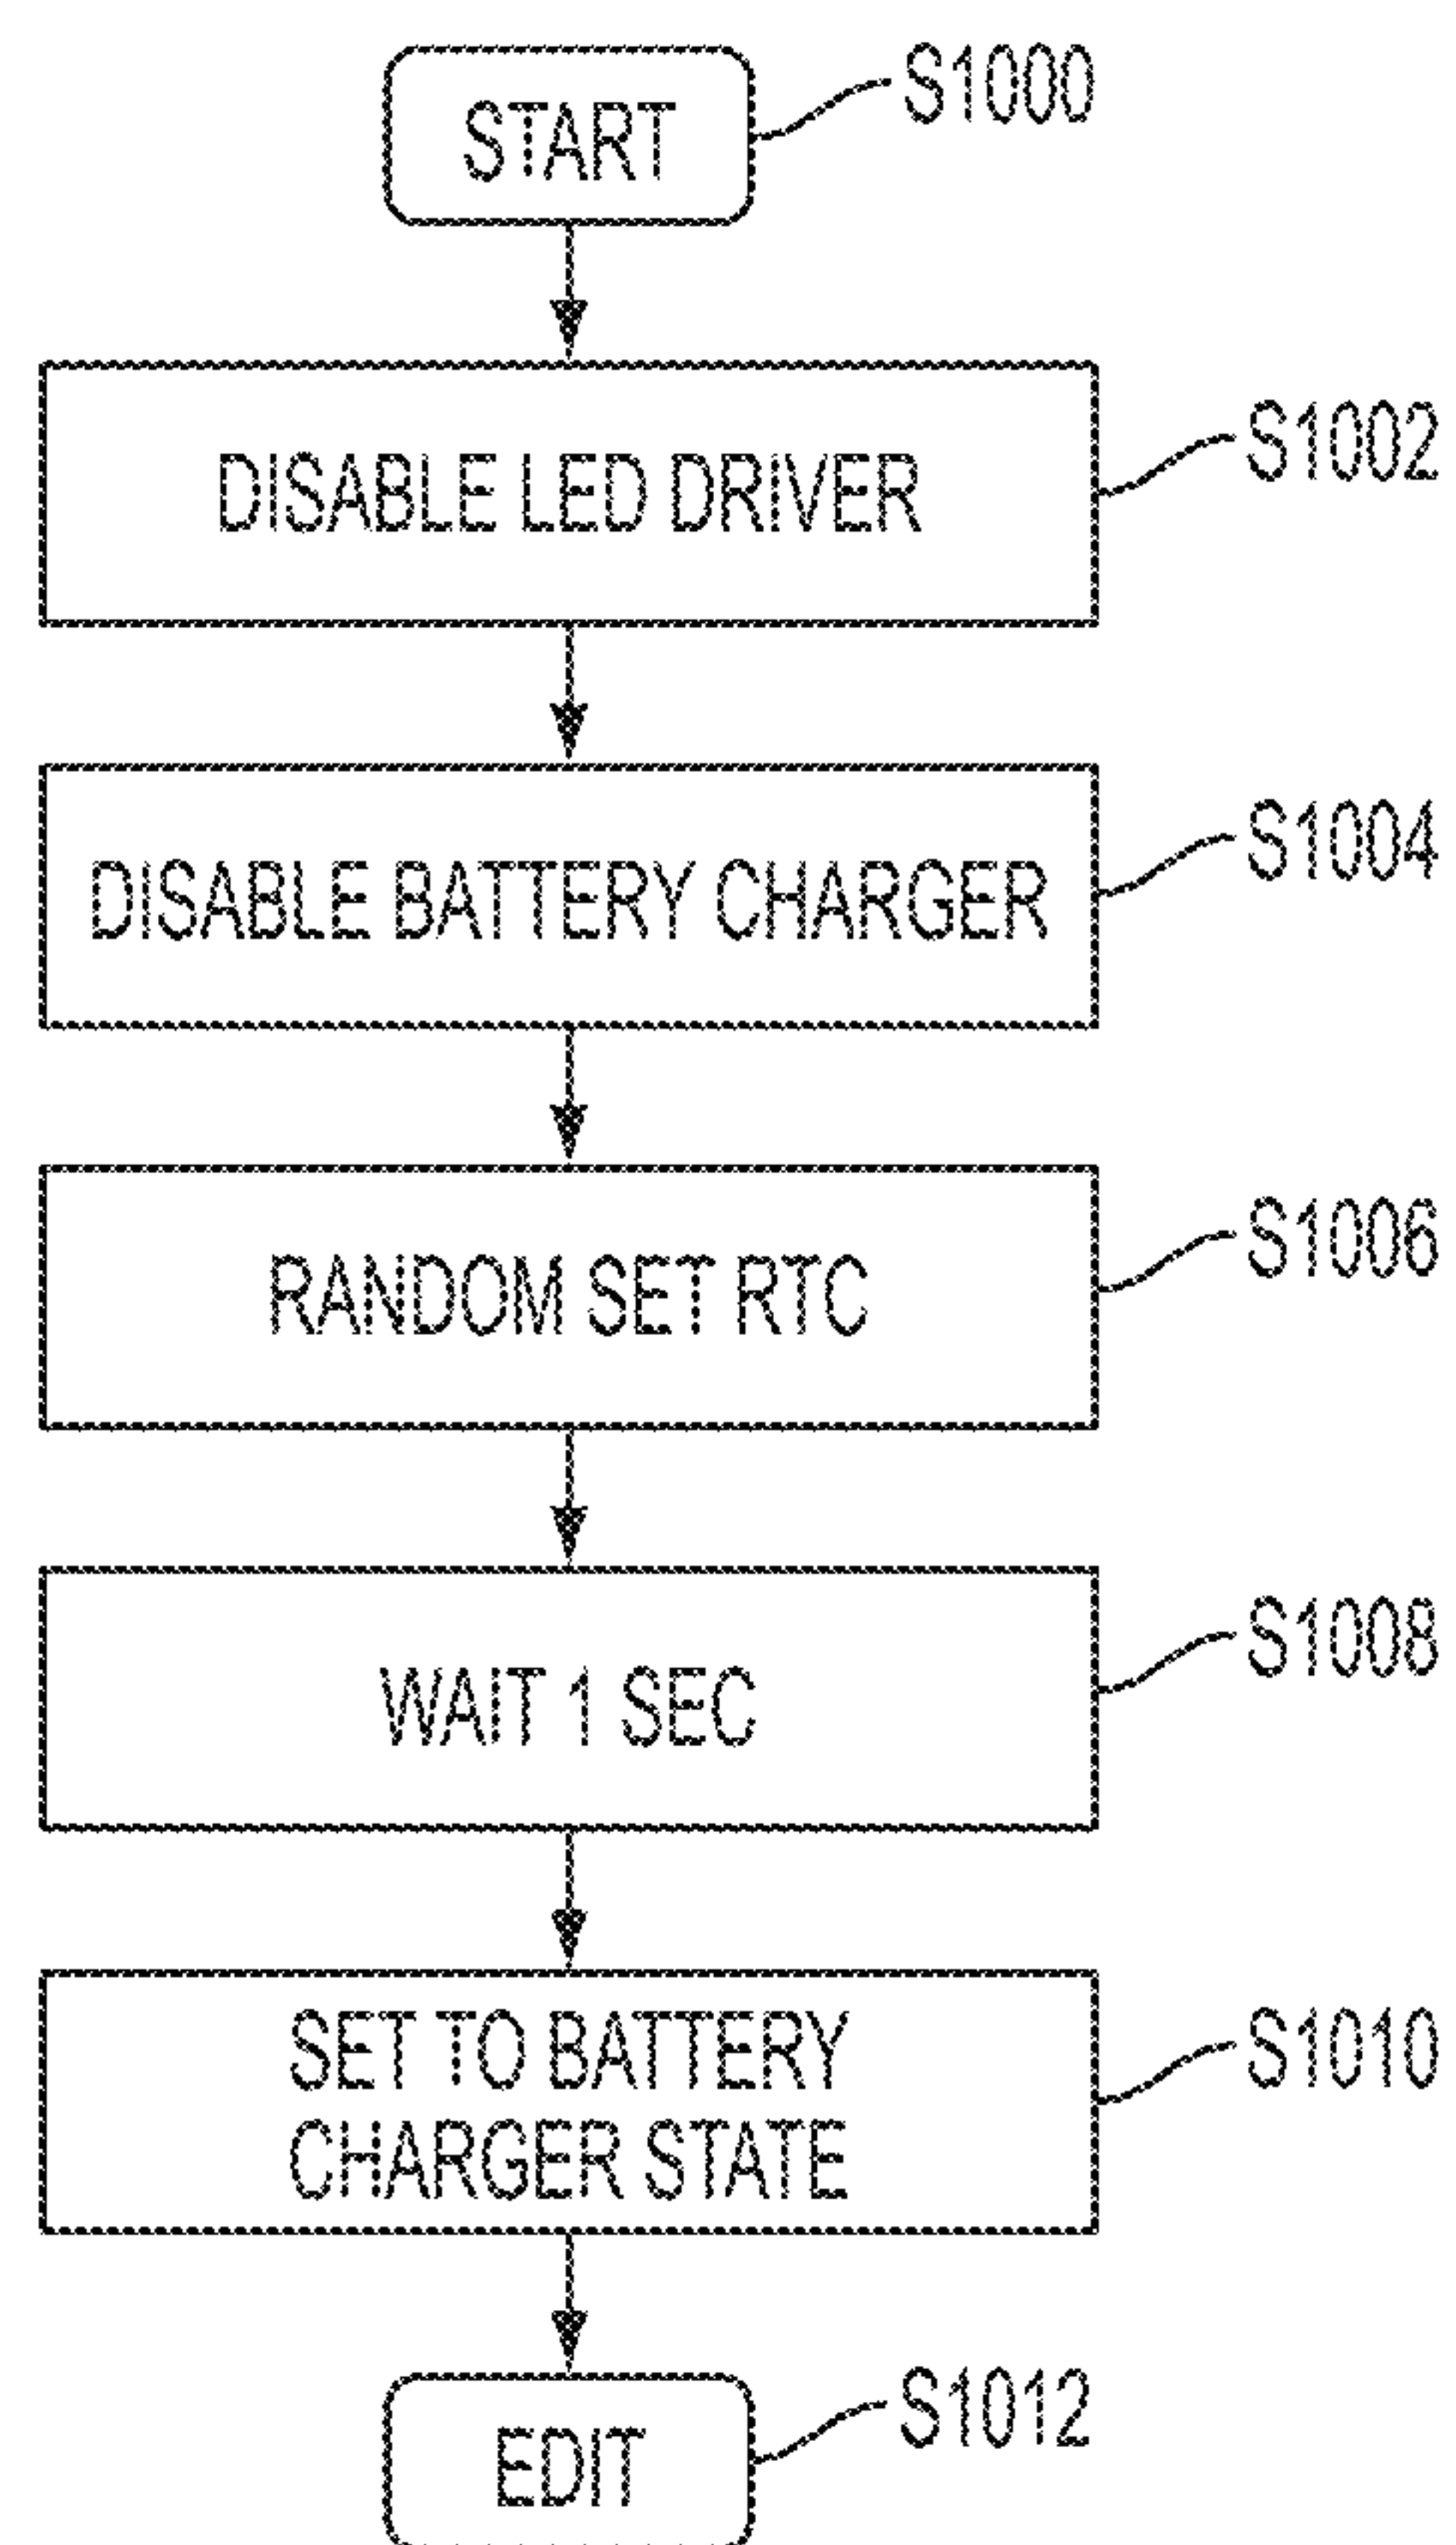 START
S1000
DISABLE LED DRIVER
S1002
DISABLE BATTERY CHARGER
S1004
RANDOM SET RTC
S1006
WAIT 1 SEC
S1008
SET TO BATTERY
CHARGER STATE
S1010
EDIT
S1012